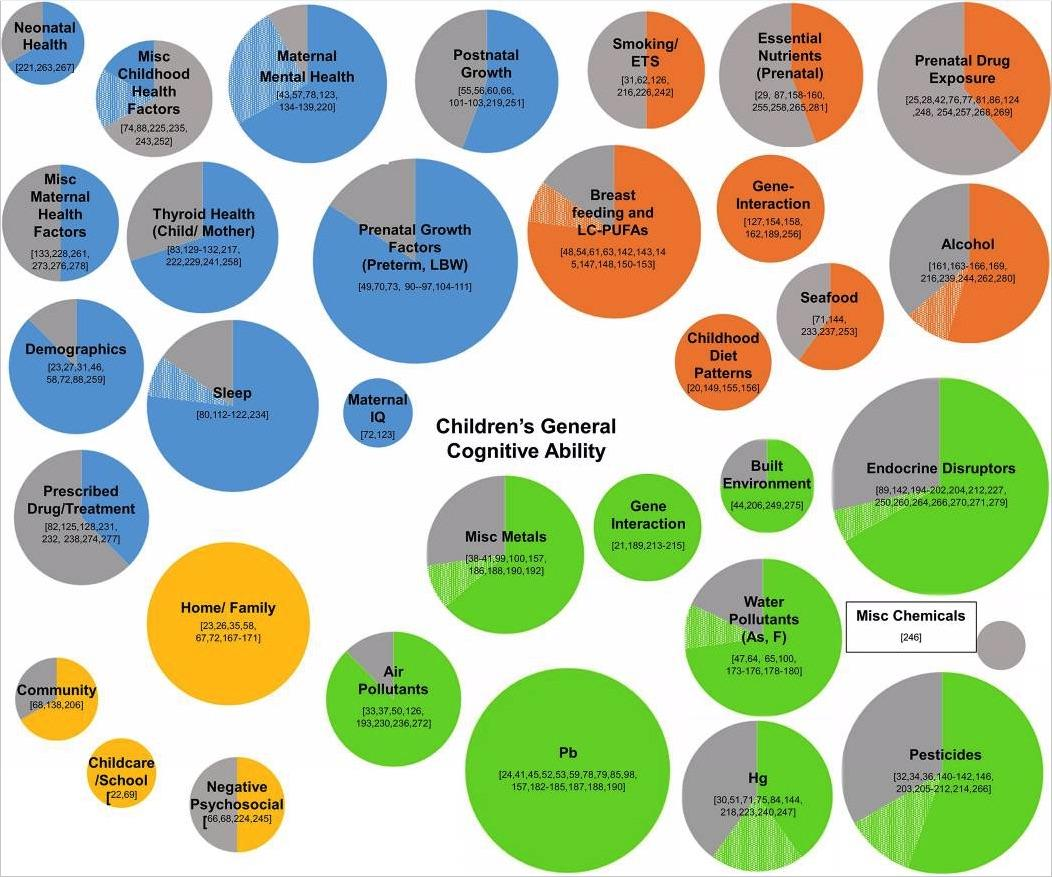 Neonatal
Health
[221,263,267]
Misc
Childhood
Health
Factors
[74,88,225,235,
243,252]
Maternal
Mental Health
[43,57,78,123,
134-139,220]
Postnatal
Growth
[55,56,60,66,
101-103,219,251]
Smoking/
ETS
[31,62,126,
216,226,242]
Essential
Nutrients
(Prenatal)
[29, 87,158-160,
255,258,265,281]
Prenatal Drug
Exposure
[25,28,42,76,77,81,86,124
,248, 254,257,268,269]
Misc
Maternal
Health
Factors
[133,228,261,
273,276,278]
Thyroid Health
(Child/ Mother)
[83,129-132,217,
222,229,241,258]
Prenatal Growth
Factors
(Preterm, LBW)
[49,70,73, 90--97,104-111]
Breast
feeding and
LC-PUFAs
[48,54,61,63,142,143,14
5,147,148,150-153]
Gene-
Interaction
[127,154,158,
162,189,256]
Alcohol
[161,163-166,169,
216,239,244,262,280]
Seafood
[71,144,
233,237,253]
Demographics
[23,27,31,46,
58,72,88,259]
Sleep
[80,112-122,234]
Maternal
IQ
[72,123]
Childhood
Diet
Patterns
[20,149,155,156]
Children's General
Cognitive Ability
Prescribed
Drug/Treatment
[82,125,128,231,
232, 238,274,277]
Misc Metals
[38-41,99,100,157,
186,188,190,192]
Gene
Interaction
[21,189,213-215]
Built
Environment
[44,206,249,275]
Endocrine Disruptors
[89,142,194-202,204,212,227,
250,260,264,266,270,271,279]
Home/ Family
[23,26,35,58,
67,72,167-171]
Water
Pollutants
(As, F)
[47,64, 65,100,
173-176,178-180]
Misc Chemicals
[246]
Community
[68,138,206]
Air
Pollutants
[33,37,50,126,
193,230,236,272]
Pb
[24,41,45,52,53,59,78,79,85,98,
157,182-185,187,188,190]
Hg
[30,51,71,75,84,144,
218,223,240,247]
Pesticides
[32,34,36,140-142,146,
203,205-212,214,266]
Childcare
/School
[22,69]
Negative
Psychosocial
[66,68,224,245]